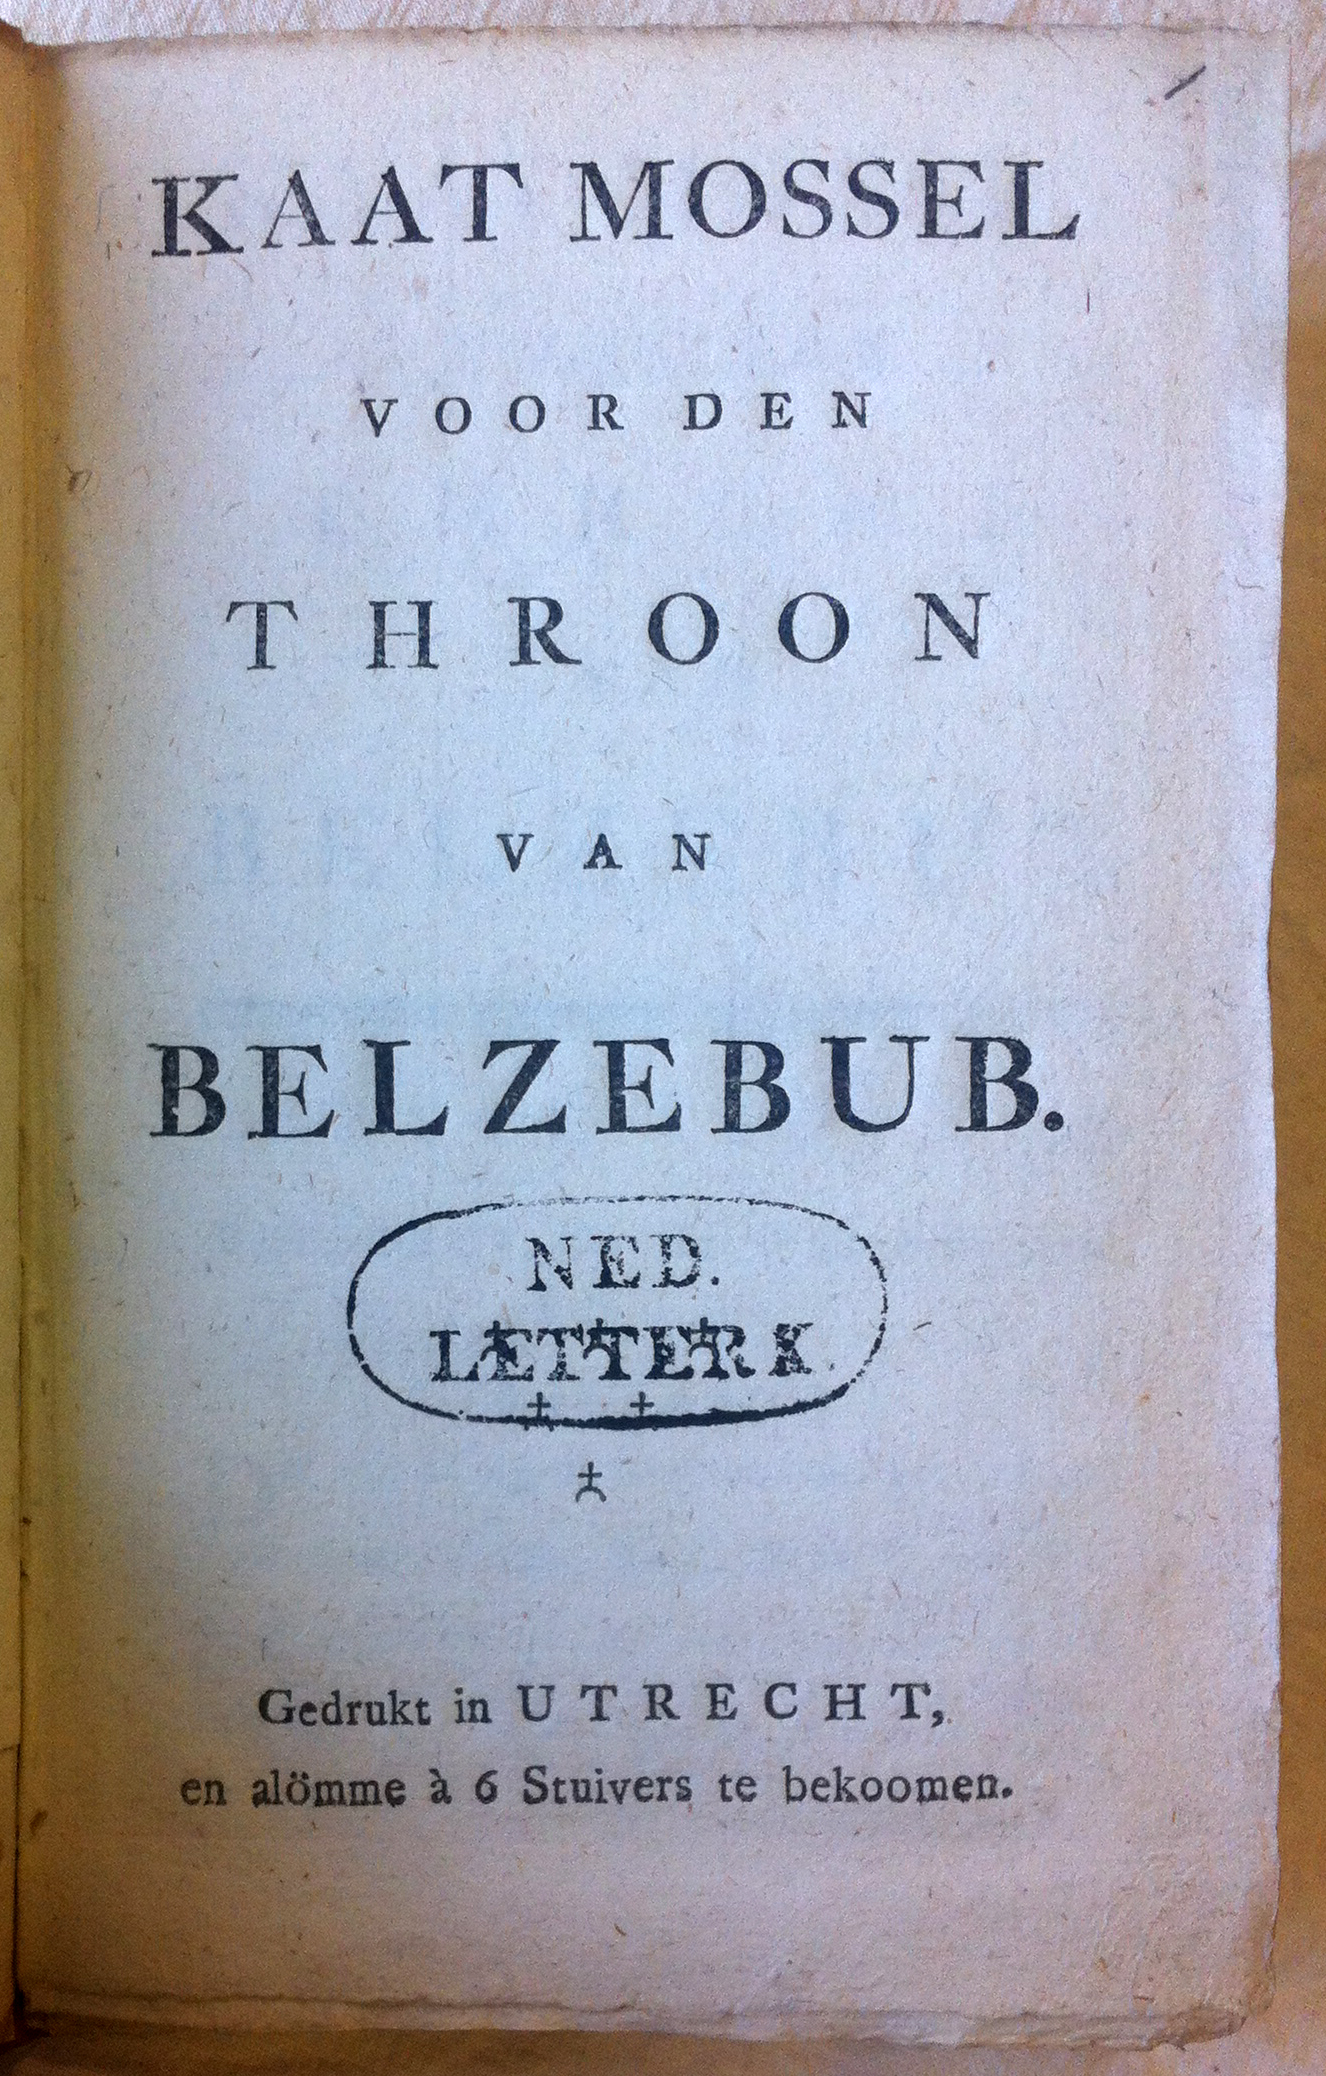 KAAT MOSSEL
VOOR DEN
THROON
VAN
BELZEBUB.
NED.
LETTERK.
Gedrukt in UTRECHT,
en alömme à 6 Stuivers te bekoomen.